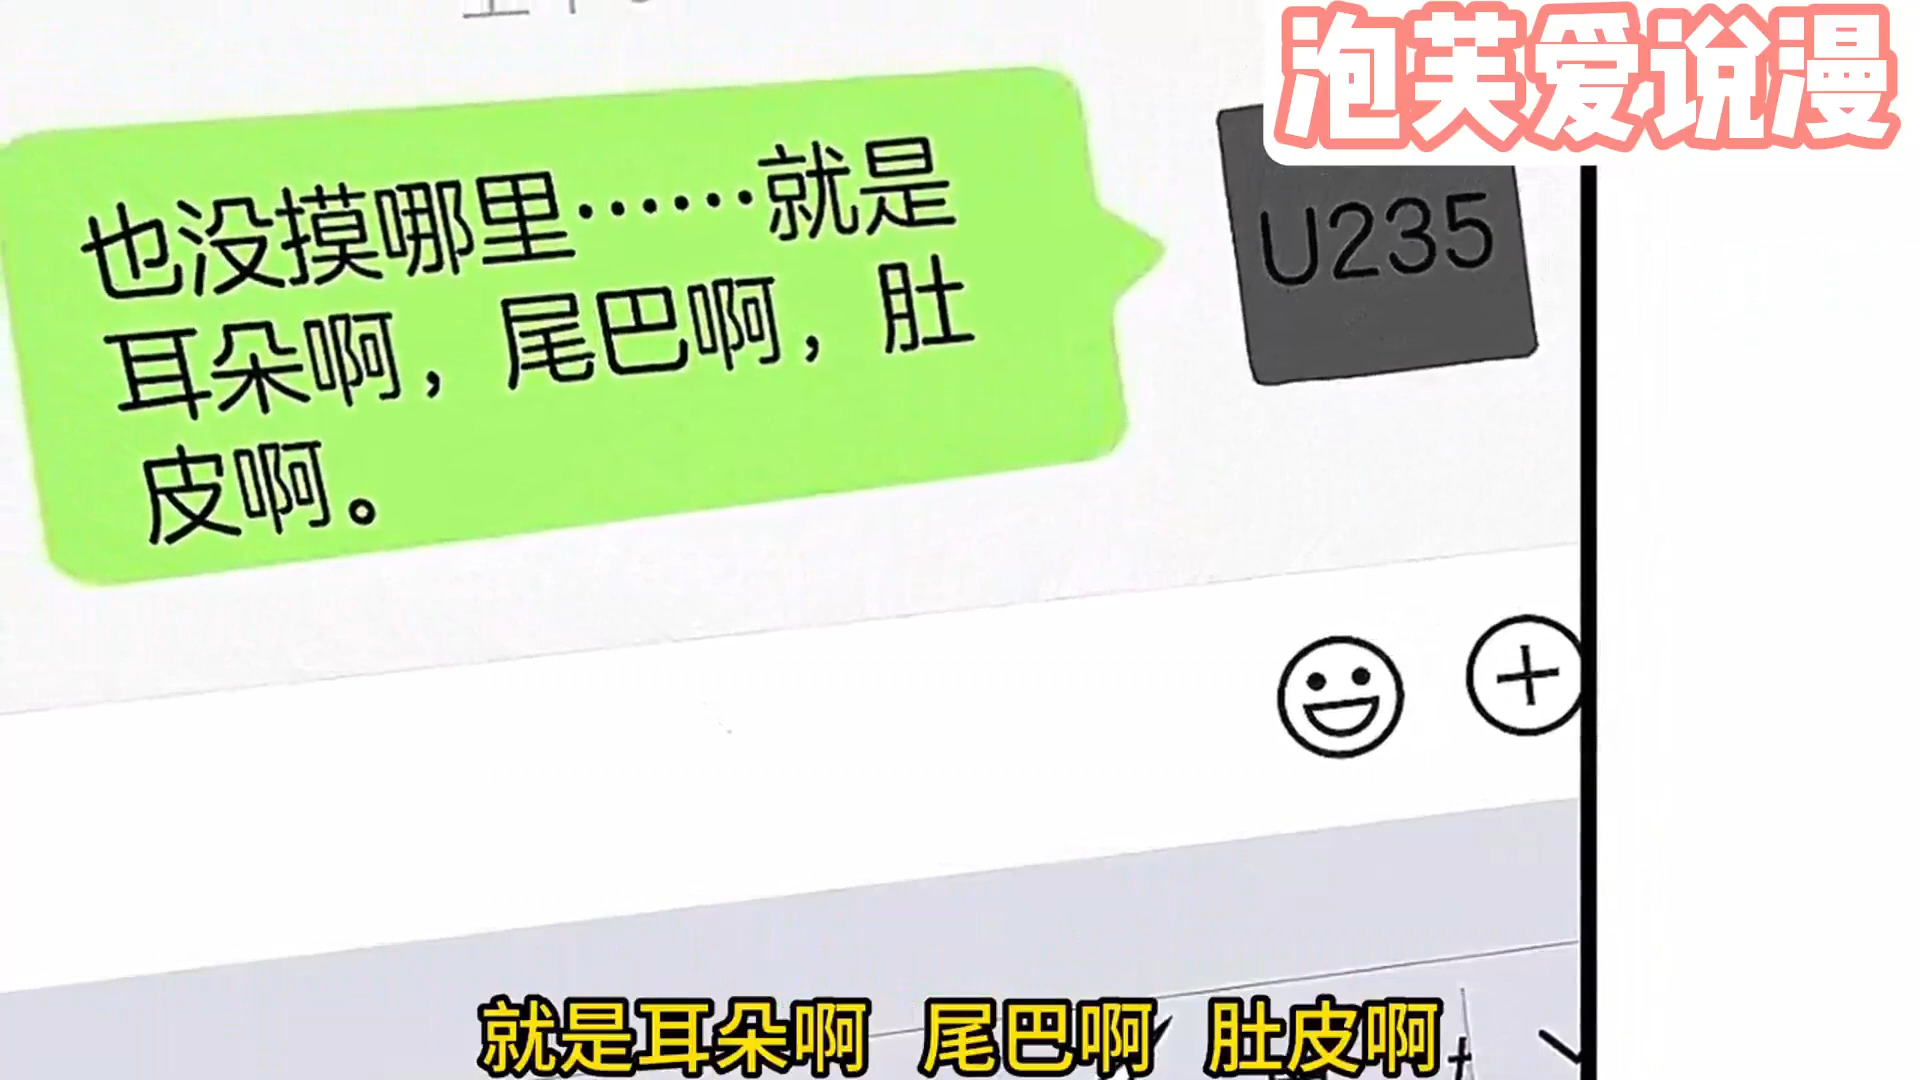 泡芙爱说漫
也没摸哪里……就是
耳朵啊，尾巴啊，肚
皮啊。
U235
就是耳朵啊 尾巴啊 肚皮啊